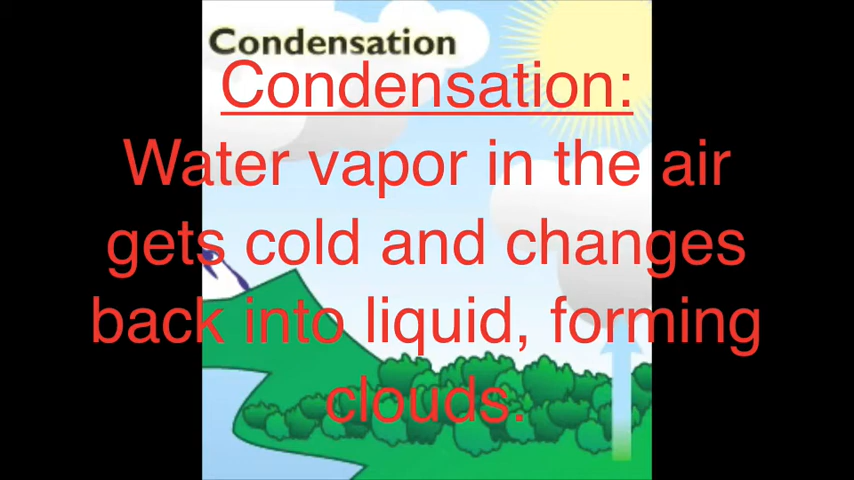 Condensation
Condensation:
Water vapor in the air
gets cold and changes
back into liquid, forming
clouds.